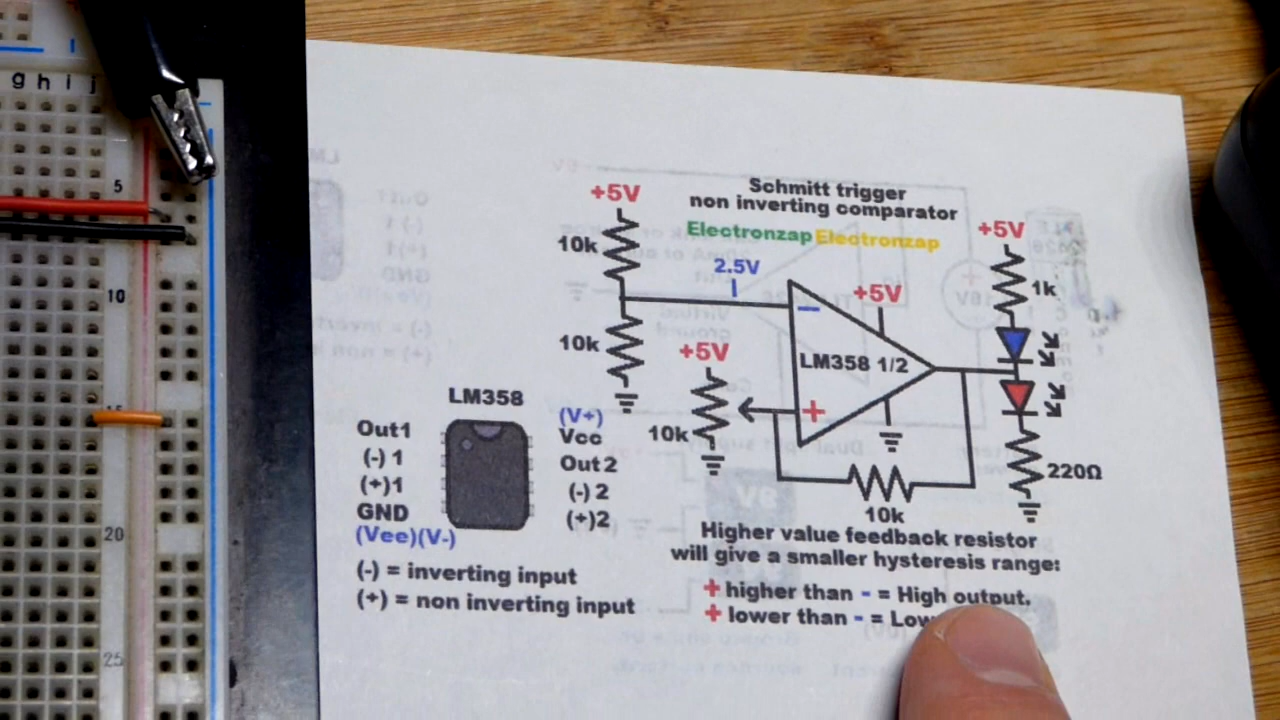 g h i j
5
10
15
20
25
Schmitt trigger
non inverting comparator
Electronzap Electronzap
+5V
10k
2.5V
10k
+5V
10k
+5V
LM358 1/2
+5V
1k
220Ω
10k
LM358
Out1
(-) 1
(+)1
GND
(Vee)(V-)
(V+)
Vcc
Out 2
(-) 2
(+)2
(-) = inverting input
(+) = non inverting input
Higher value feedback resistor
will give a smaller hysteresis range:
+ higher than - = High output.
+ lower than - = Low